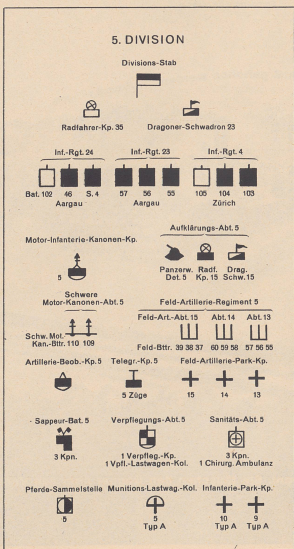 5. DIVISION
Divisions-Stab
Radfahrer-Kp. 35 Dragoner-Schwadron 23
Inf.-Rgt. 24 Inf.-Rgt. 23 Inf.-Rgt. 4
Bat. 102 46 S. 4 57 56 55 105 104 103
Aargau Aargau Zürich
Motor-Infanterie-Kanonen-Kp. Aufklärungs-Abt. 5
5
Panzerw. Radf. Drag.
Det. 5 Kp. 15 Schw. 15
Schwere
Motor-Kanonen-Abt. 5 Feld-Artillerie-Regiment 5
Feld-Art.-Abt. 15 Abt. 14 Abt. 13
Schw. Mot.
Kan.-Bttr. 110 109 Feld-Bttr. 39 38 37 60 59 58 57 56 55
Artillerie-Beob.-Kp. 5 Telegr.-Kp. 5 Feld-Artillerie-Park-Kp.
5 Züge 15 14 13
Sappeur-Bat. 5 Verpflegungs-Abt. 5 Sanitäts-Abt. 5
3 Kpn. 1 Verpfleg.-Kp. 3 Kpn.
1 Vpfl.-Lastwagen-Kol. 1 Chirurg. Ambulanz
Pferde-Sammelstelle Munitions-Lastwag.-Kol. Infanterie-Park-Kp.
5 5 10 9
Typ A Typ A Typ A